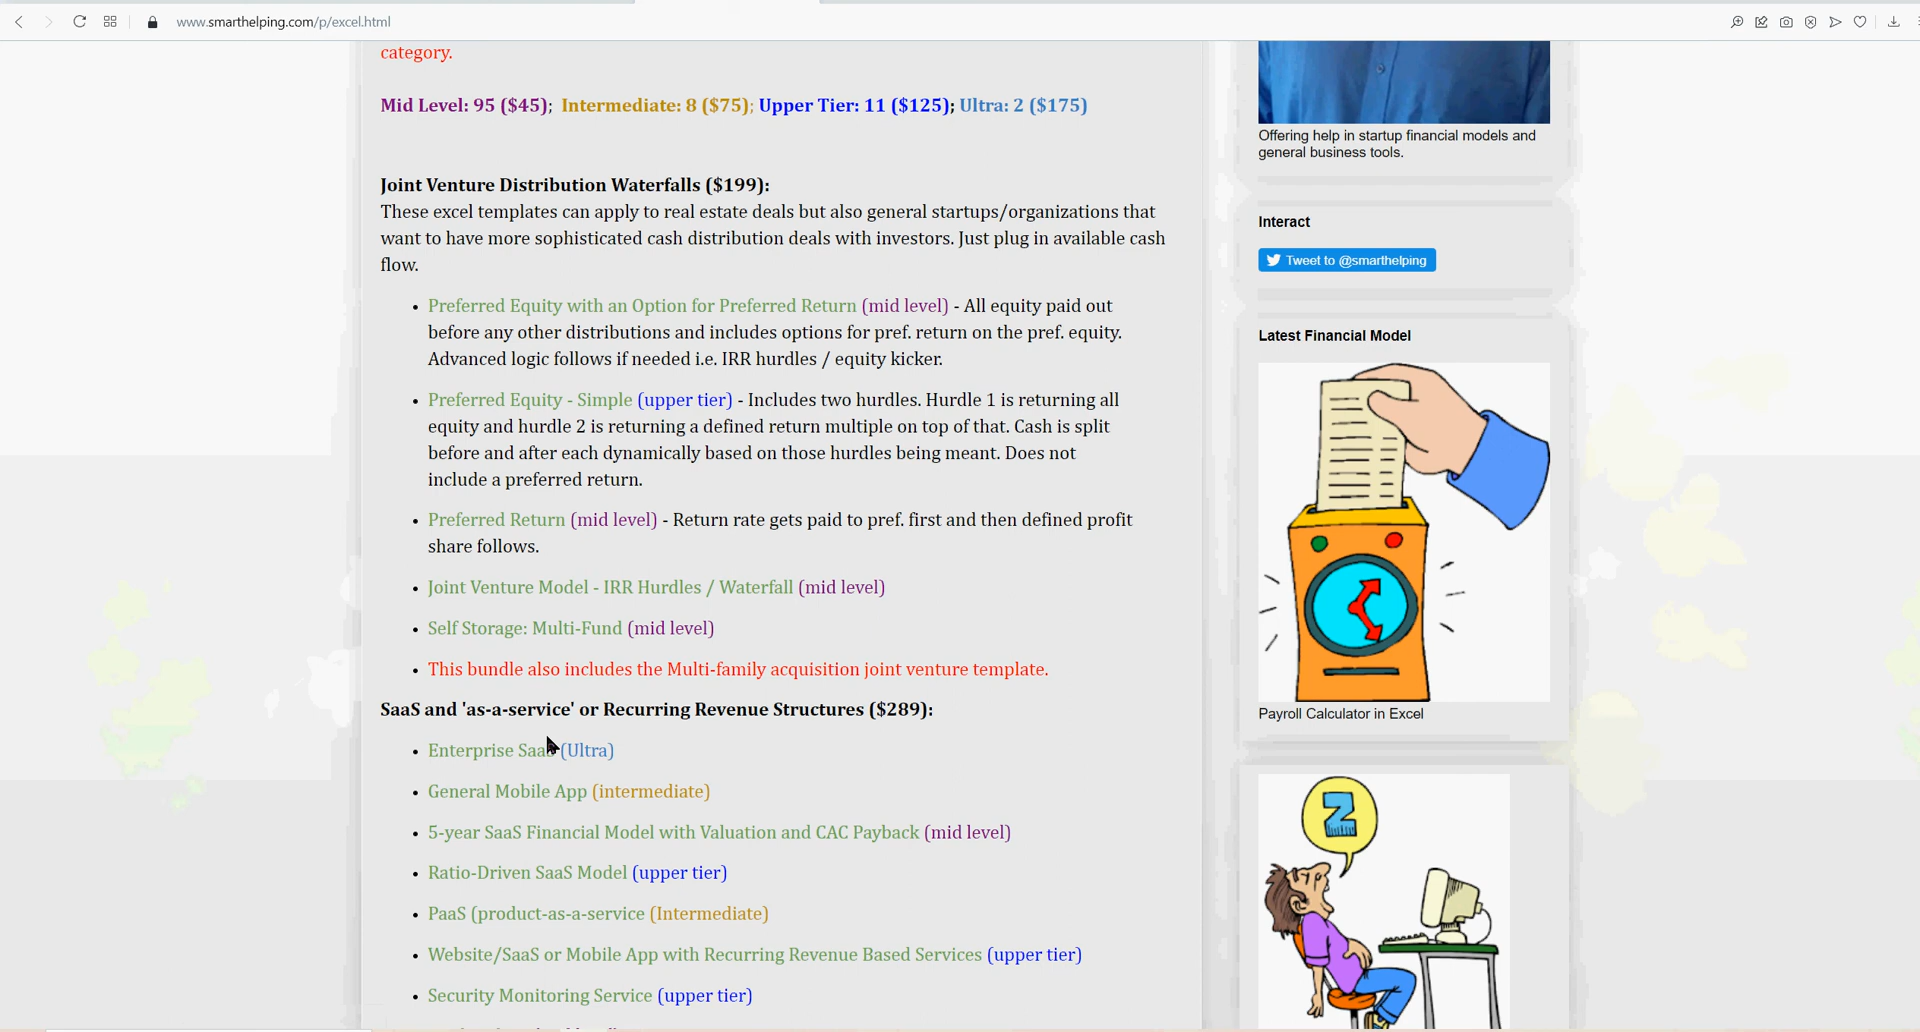 www.smarthelping.com/p/excel.html
category.
Mid Level: 95 ($45); Intermediate: 8 ($75); Upper Tier: 11 ($125); Ultra: 2 ($175)
Joint Venture Distribution Waterfalls ($199):
These excel templates can apply to real estate deals but also general startups/organizations that
want to have more sophisticated cash distribution deals with investors. Just plug in available cash
flow.
• Preferred Equity with an Option for Preferred Return (mid level) - All equity paid out
before any other distributions and includes options for pref. return on the pref. equity.
Advanced logic follows if needed i.e. IRR hurdles / equity kicker.
• Preferred Equity - Simple (upper tier) - Includes two hurdles. Hurdle 1 is returning all
equity and hurdle 2 is returning a defined return multiple on top of that. Cash is split
before and after each dynamically based on those hurdles being meant. Does not
include a preferred return.
• Preferred Return (mid level) - Return rate gets paid to pref. first and then defined profit
share follows.
• Joint Venture Model - IRR Hurdles / Waterfall (mid level)
• Self Storage: Multi-Fund (mid level)
• This bundle also includes the Multi-family acquisition joint venture template.
SaaS and 'as-a-service' or Recurring Revenue Structures ($289):
• Enterprise SaaS (Ultra)
• General Mobile App (intermediate)
• 5-year SaaS Financial Model with Valuation and CAC Payback (mid level)
• Ratio-Driven SaaS Model (upper tier)
• PaaS (product-as-a-service (Intermediate)
• Website/SaaS or Mobile App with Recurring Revenue Based Services (upper tier)
• Security Monitoring Service (upper tier)
Offering help in startup financial models and
general business tools.
Interact
Tweet to @smarthelping
Latest Financial Model
Payroll Calculator in Excel
Z